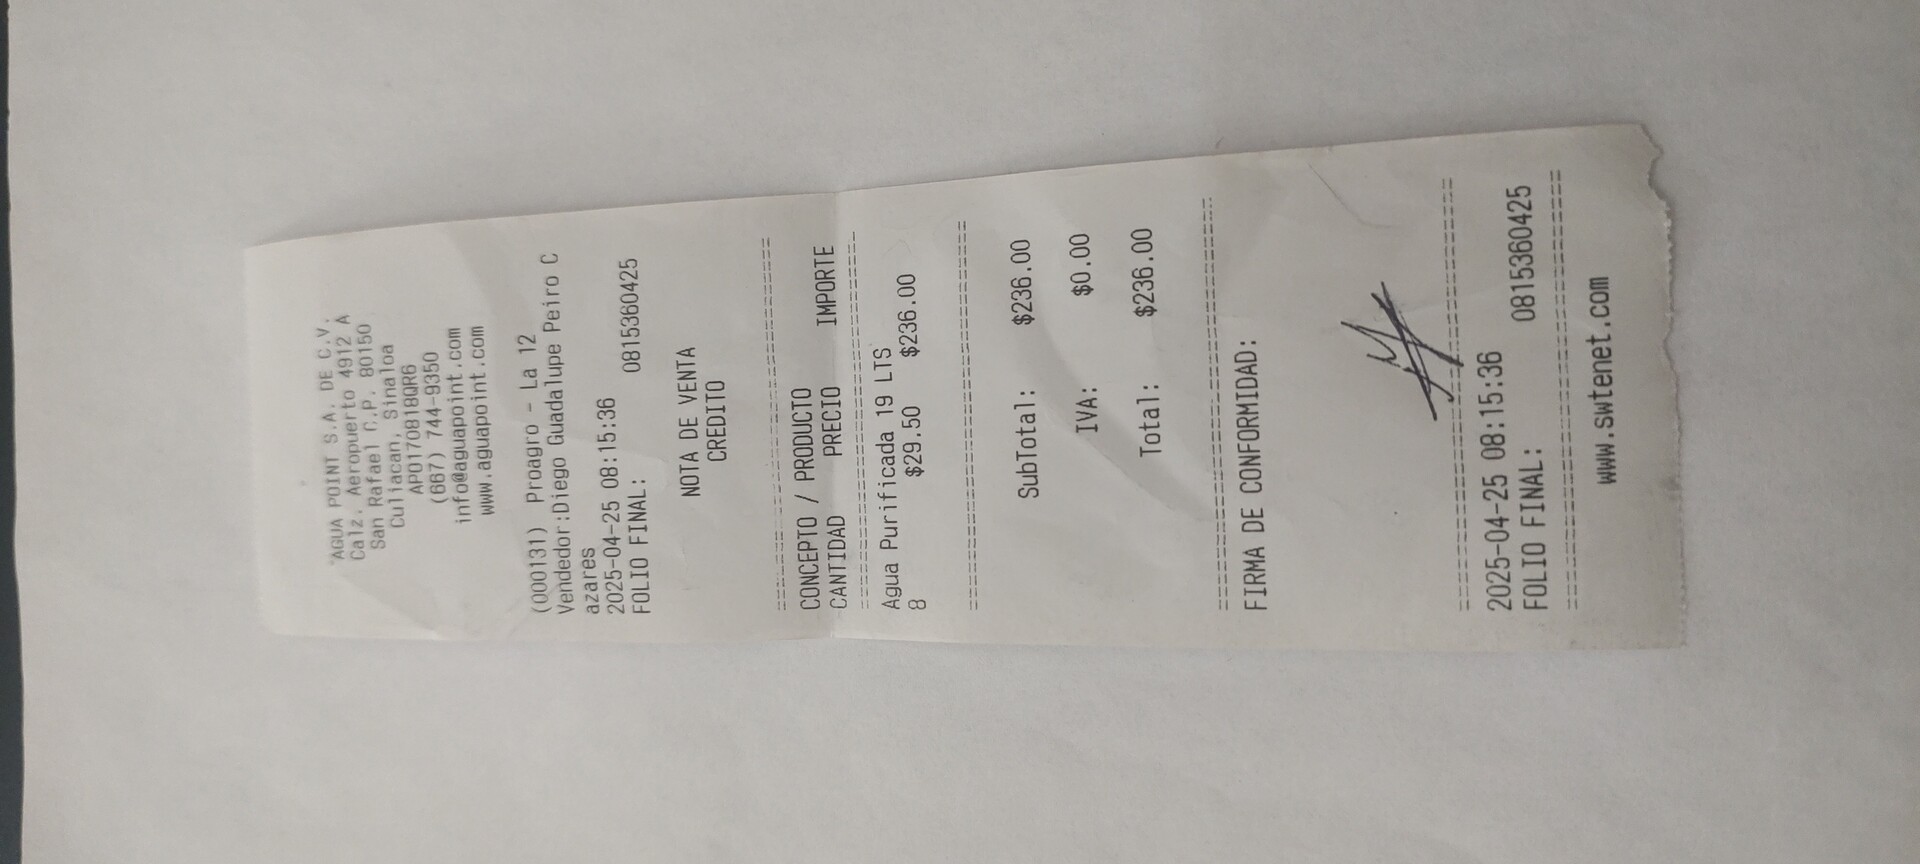 AGUA POINT S.A. DE C.V.
Calz. Aeropuerto 4912 A
San Rafael C.P. 80150
Culiacan, Sinaloa
APO170818QR6
(667) 744-9350
info@aguapoint.com
www.aguapoint.com
(000131) Proagro - La 12
Vendedor:Diego Guadalupe Peiro C
azares
2025-04-25 08:15:36
FOLIO FINAL: 0815360425
NOTA DE VENTA
CREDITO
================================
CONCEPTO / PRODUCTO
CANTIDAD PRECIO IMPORTE
================================
Agua Purificada 19 LTS
8 $29.50 $236.00
================================
SubTotal: $236.00
IVA: $0.00
Total: $236.00
================================
FIRMA DE CONFORMIDAD:
================================
2025-04-25 08:15:36
FOLIO FINAL: 0815360425
================================
www.swtenet.com